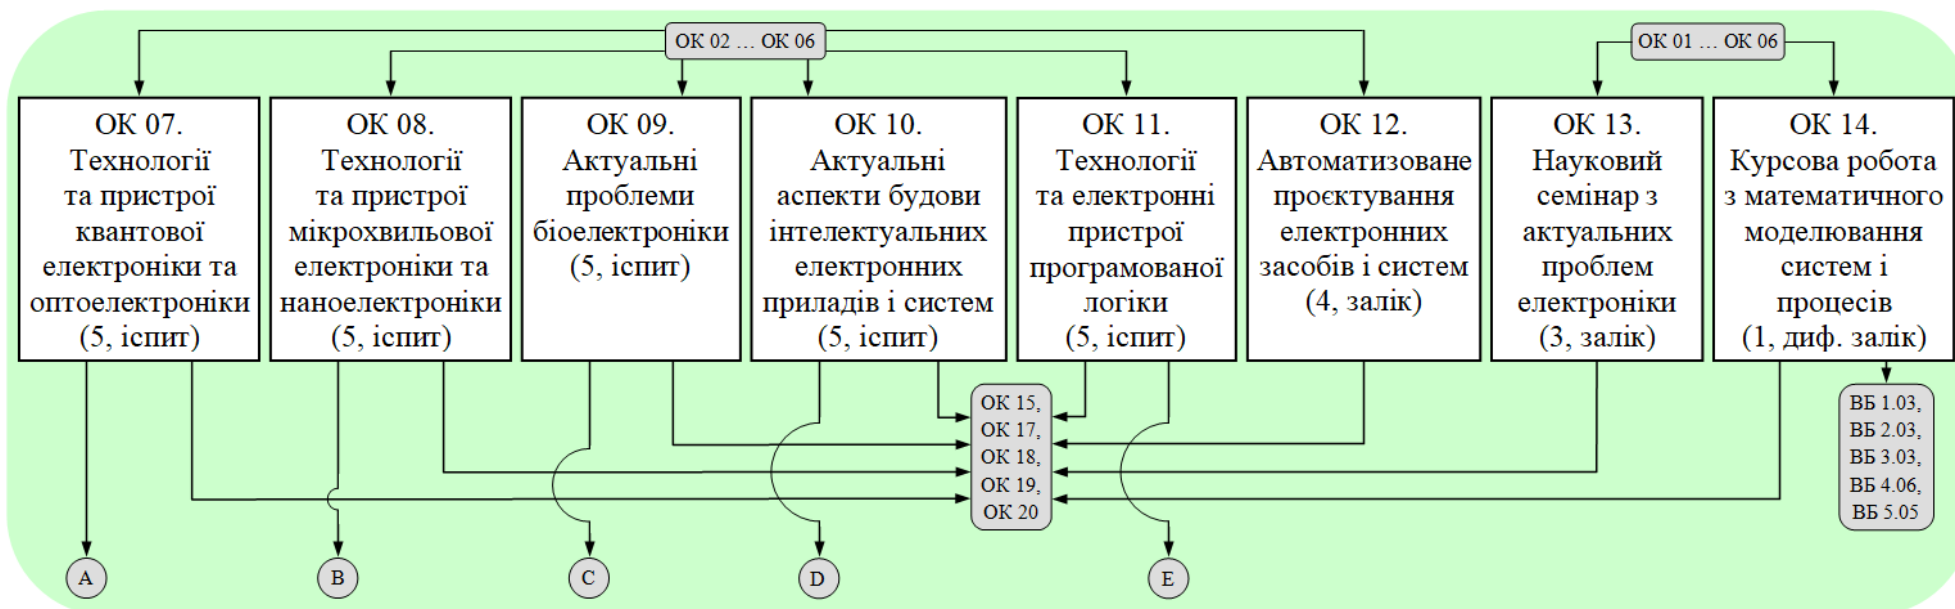 ОК 02 … ОК 06
ОК 01 … ОК 06
ОК 07.
Технології
та пристрої
квантової
електроніки та
оптоелектроніки
(5, іспит)
ОК 08.
Технології
та пристрої
мікрохвильової
електроніки та
наноелектроніки
(5, іспит)
ОК 09.
Актуальні
проблеми
біоелектроніки
(5, іспит)
ОК 10.
Актуальні
аспекти будови
інтелектуальних
електронних
приладів і систем
(5, іспит)
ОК 11.
Технології
та електронні
пристрої
програмованої
логіки
(5, іспит)
ОК 12.
Автоматизоване
проєктування
електронних
засобів і систем
(4, залік)
ОК 13.
Науковий
семінар з
актуальних
проблем
електроніки
(3, залік)
ОК 14.
Курсова робота
з математичного
моделювання
систем і
процесів
(1, диф. залік)
ОК 15,
ОК 17,
ОК 18,
ОК 19,
ОК 20
ВБ 1.03,
ВБ 2.03,
ВБ 3.03,
ВБ 4.06,
ВБ 5.05
A
B
C
D
E